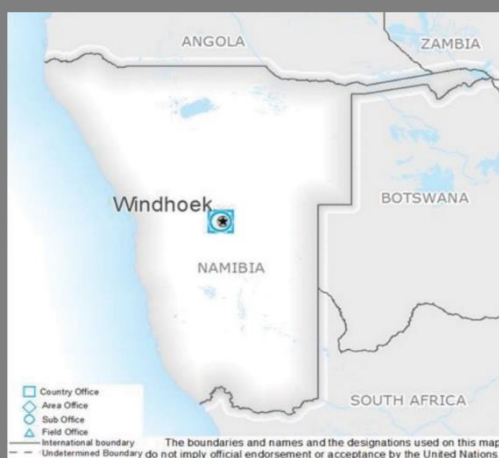 ANGOLA
ZAMBIA
Windhoek
BOTSWANA
NAMIBIA
SOUTH AFRICA
Country Office
Area Office
Sub Office
Field Office
International boundary
Undetermined Boundary
The boundaries and names and the designations used on this map
do not imply official endorsement or acceptance by the United Nations